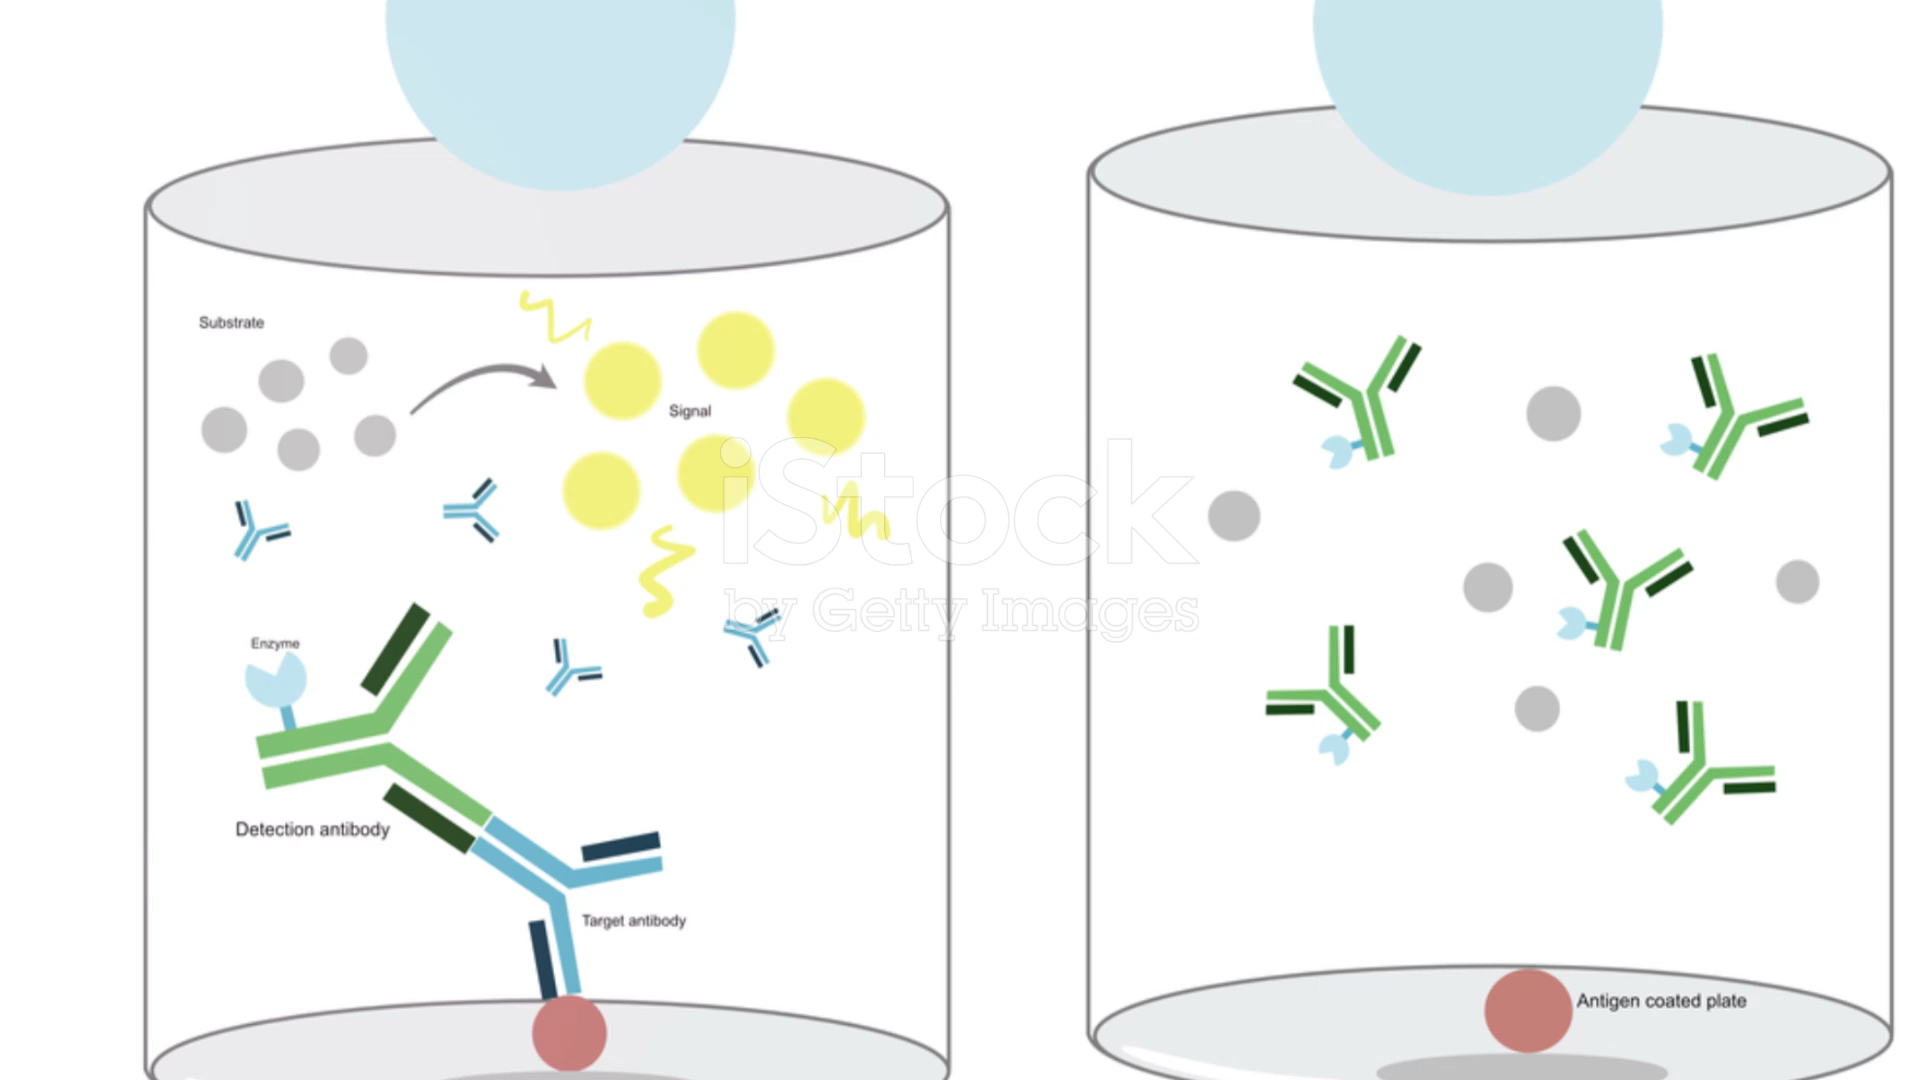 Substrate
Signal
Enzyme
Detection antibody
Target antibody
Antigen coated plate
iStock
by Getty Images